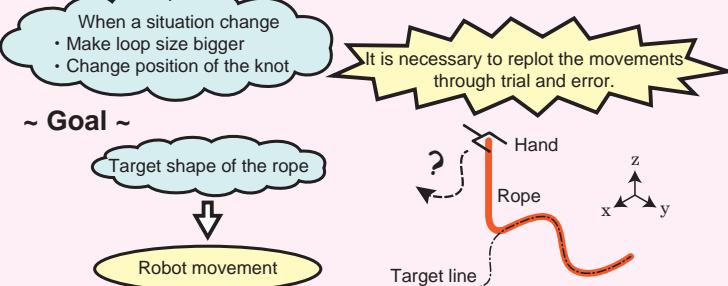 When a situation change
・Make loop size bigger
・Change position of the knot
It is necessary to replot the movements
through trial and error.
~ Goal ~
Target shape of the rope
Robot movement
?
Hand
Rope
Target line
z
x
y